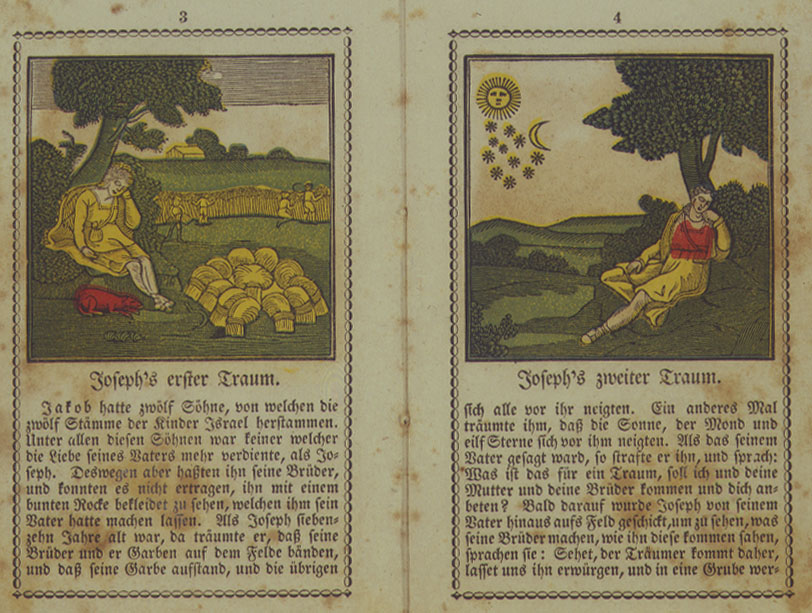 3
Joseph's erster Traum.
Jakob hatte zwölf Söhne, von welchen die
zwölf Stämme der Kinder Israel herstammen.
Unter allen diesen Söhnen war keiner welcher
die Liebe seines Vaters mehr verdiente, als Jo-
seph. Deswegen aber haßten ihn seine Brüder,
und konnten es nicht ertragen, ihn mit einem
bunten Rocke bekleidet zu sehen, welchen ihm sein
Vater hatte machen lassen. Als Joseph sieben-
zehn Jahre alt war, da träumte er, daß seine
Brüder und er Garben auf dem Felde bänden,
und daß seine Garbe aufstand, und die übrigen
4
Joseph's zweiter Traum.
sich alle vor ihr neigten. Ein anderes Mal
träumte ihm, daß die Sonne, der Mond und
eilf Sterne sich vor ihm neigten. Als das seinem
Vater gesagt ward, so strafte er ihn, und sprach:
Was ist das für ein Traum, soll ich und deine
Mutter und deine Brüder kommen und dich an-
beten? Bald darauf wurde Joseph von seinem
Vater hinaus aufs Feld geschickt, um zu sehen, was
seine Brüder machen, wie ihn diese kommen sahen,
sprachen sie: Sehet, der Träumer kommt daher,
lasset uns ihn erwürgen, und in eine Grube wer-